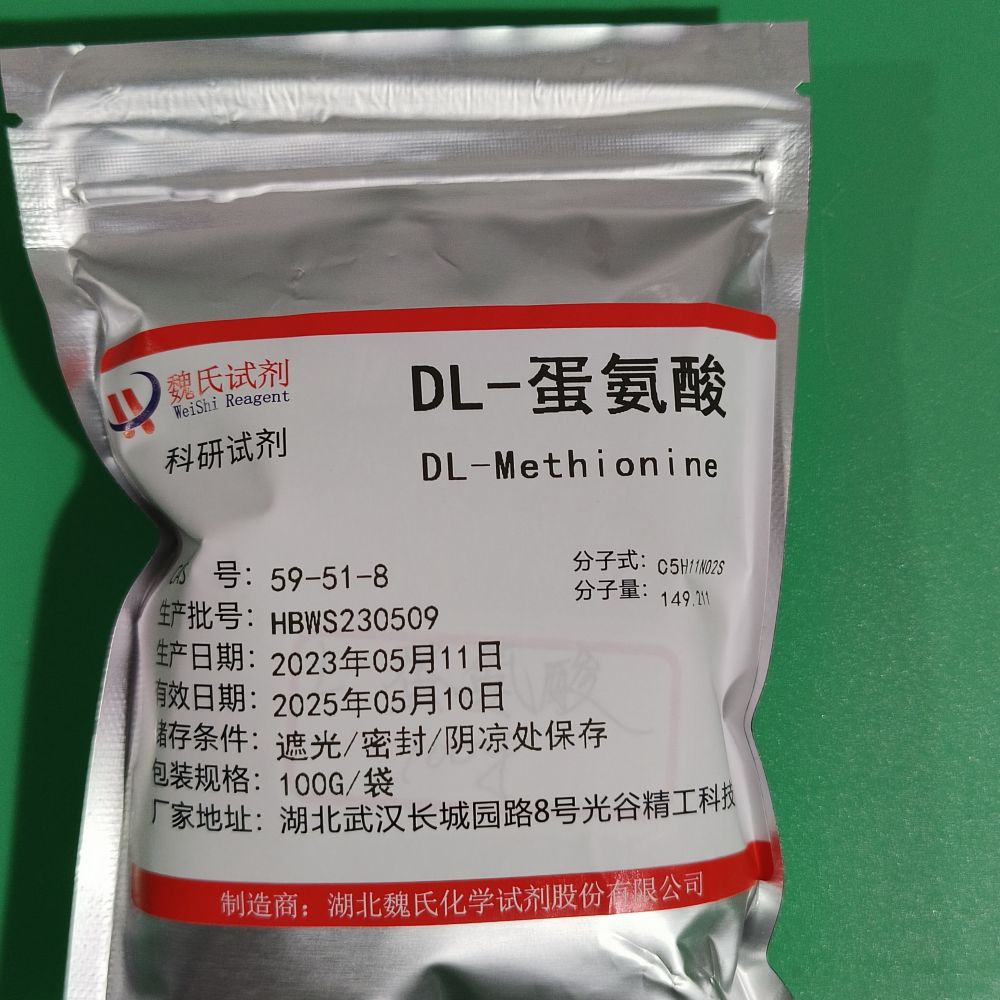 魏氏试剂
WeiShi Reagent
科研试剂
DL-蛋氨酸
DL-Methionine
CAS 号: 59-51-8
分子式: C5H11NO2S
分子量: 149.211
生产批号: HBWS230509
生产日期: 2023年05月11日
有效日期: 2025年05月10日
储存条件: 遮光/密封/阴凉处保存
包装规格: 100G/袋
厂家地址: 湖北武汉长城园路8号光谷精工科技
制造商: 湖北魏氏化学试剂股份有限公司